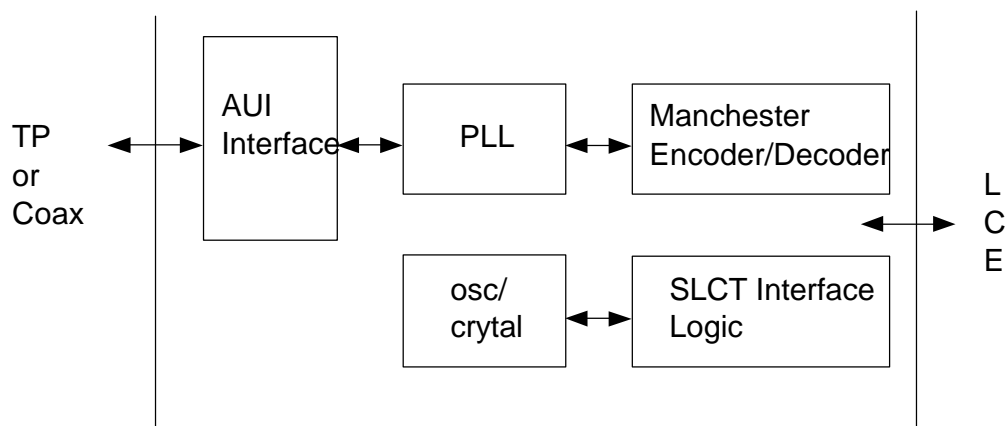 TP
or
Coax
AUI
Interface
PLL
Manchester
Encoder/Decoder
osc/
crytal
SLCT Interface
Logic
L
C
E